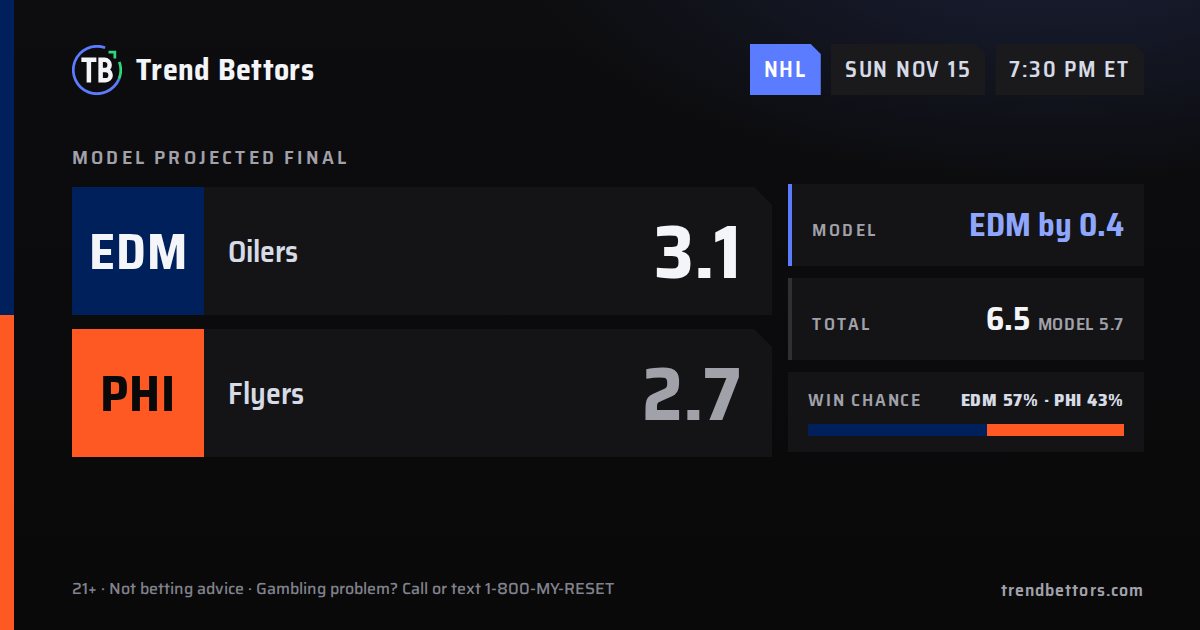 TB Trend Bettors
NHL SUN NOV 15 7:30 PM ET
MODEL PROJECTED FINAL
EDM Oilers 3.1
PHI Flyers 2.7
MODEL EDM by 0.4
TOTAL 6.5 MODEL 5.7
WIN CHANCE EDM 57% · PHI 43%
21+ · Not betting advice · Gambling problem? Call or text 1-800-MY-RESET
trendbettors.com